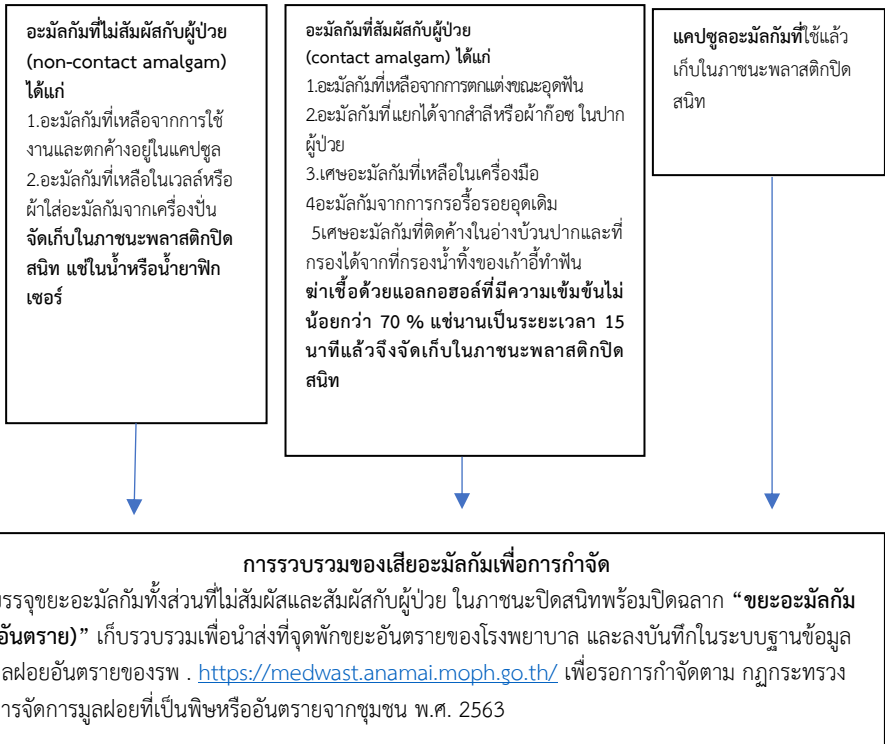 อะมัลกัมที่ไม่สัมผัสกับผู้ป่วย
(non-contact amalgam)
ได้แก่
1.อะมัลกัมที่เหลือจากการใช้
งานและตกค้างอยู่ในแคปซูล
2.อะมัลกัมที่เหลือในเวลล์หรือ
ผ้าใส่อะมัลกัมจากเครื่องปั่น
จัดเก็บในภาชนะพลาสติกปิด
สนิท แช่ในน้ำหรือน้ำยาฟิก
เซอร์
อะมัลกัมที่สัมผัสกับผู้ป่วย
(contact amalgam) ได้แก่
1.อะมัลกัมที่เหลือจากการตกแต่งขณะอุดฟัน
2.อะมัลกัมที่แยกได้จากสำลีหรือผ้าก๊อซ ในปาก
ผู้ป่วย
3.เศษอะมัลกัมที่เหลือในเครื่องมือ
4อะมัลกัมจากการกรอรื้อรอยอุดเดิม
5เศษอะมัลกัมที่ติดค้างในอ่างบ้วนปากและที่
กรองได้จากที่กรองน้ำทิ้งของเก้าอี้ทำฟัน
ฆ่าเชื้อด้วยแอลกอฮอล์ที่มีความเข้มข้นไม่
น้อยกว่า 70 % แช่นานเป็นระยะเวลา 15
นาทีแล้วจึงจัดเก็บในภาชนะพลาสติกปิด
สนิท
แคปซูลอะมัลกัมที่ใช้แล้ว
เก็บในภาชนะพลาสติกปิด
สนิท
การรวบรวมของเสียอะมัลกัมเพื่อการกำจัด
รรจุขยะอะมัลกัมทั้งส่วนที่ไม่สัมผัสและสัมผัสกับผู้ป่วย ในภาชนะปิดสนิทพร้อมปิดฉลาก “ขยะอะมัลกัม
อันตราย)” เก็บรวบรวมเพื่อนำส่งที่จุดพักขยะอันตรายของโรงพยาบาล และลงบันทึกในระบบฐานข้อมูล
ลฝอยอันตรายของรพ . https://medwast.anamai.moph.go.th/ เพื่อรอการกำจัดตาม กฎกระทรวง
ารจัดการมูลฝอยที่เป็นพิษหรืออันตรายจากชุมชน พ.ศ. 2563